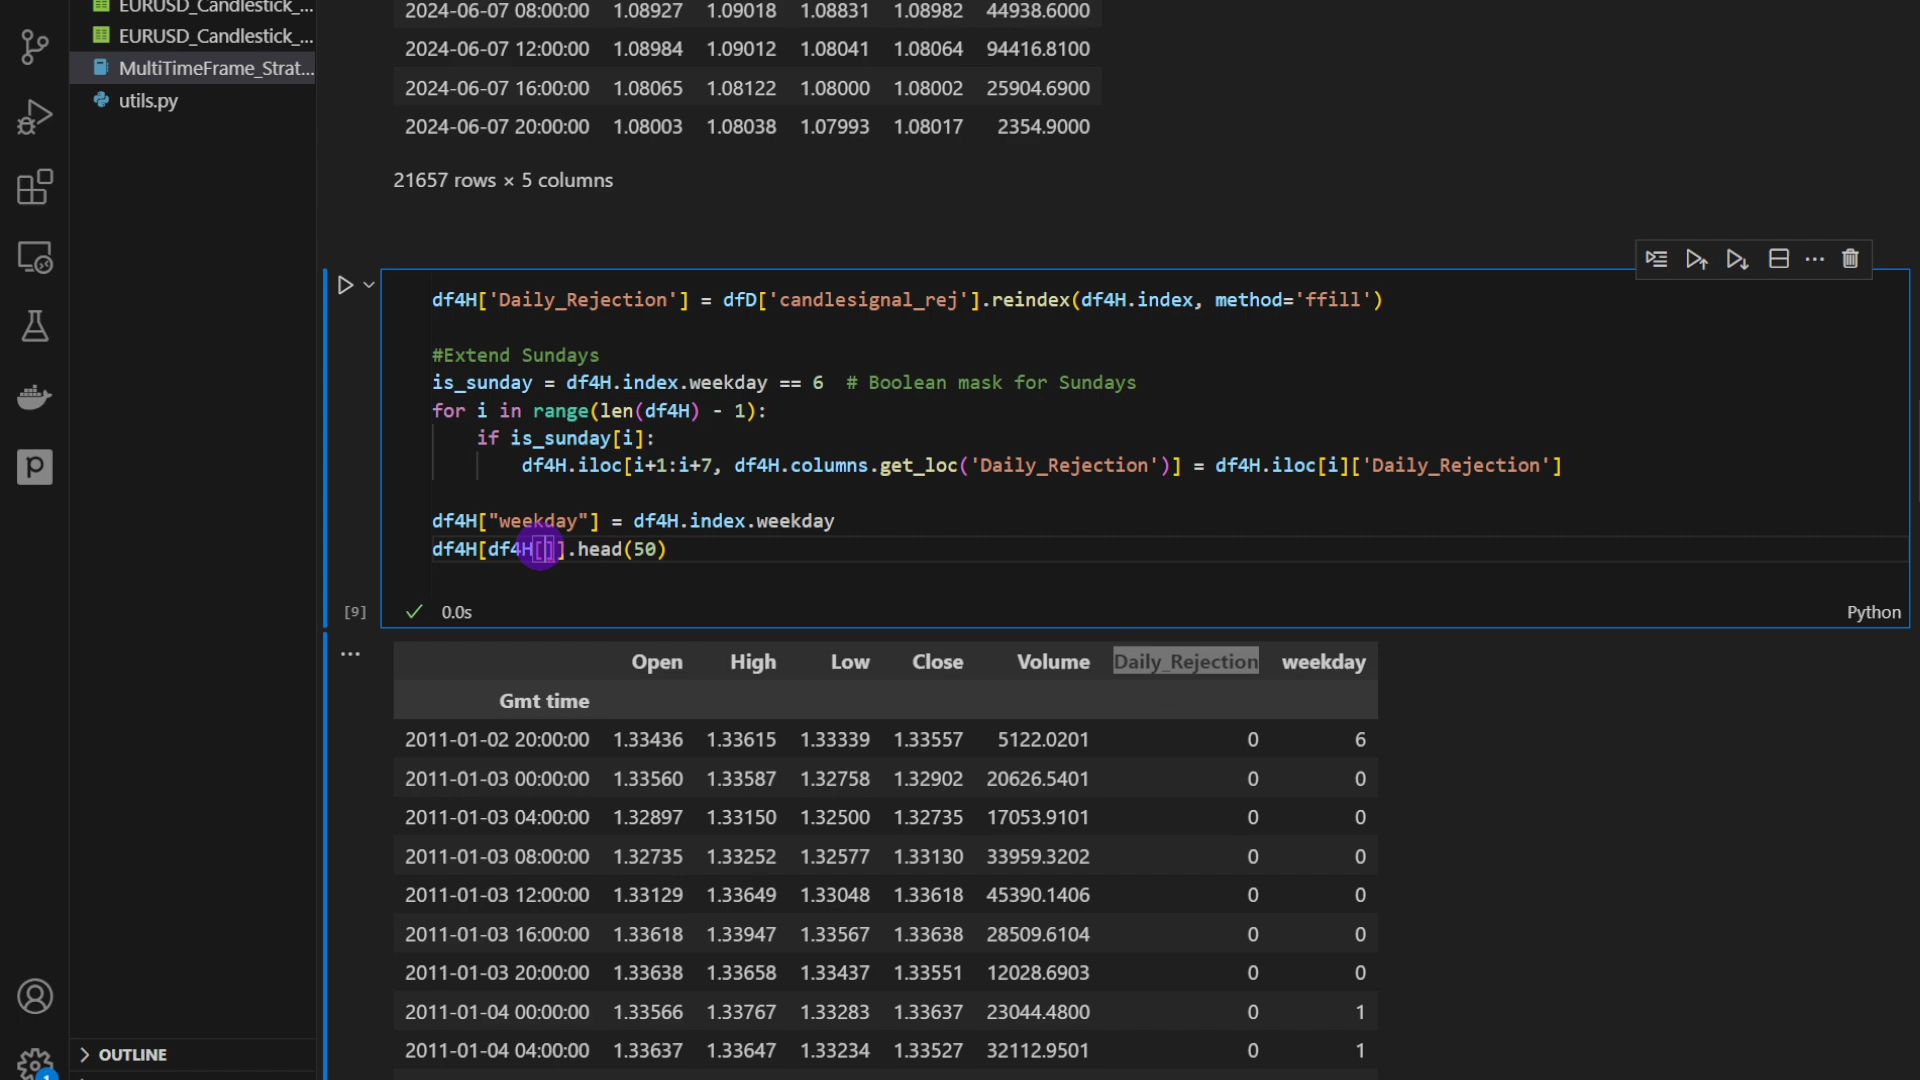 EURUSD_Candlestick_...
EURUSD_Candlestick_...
MultiTimeFrame_Strat...
utils.py
2024-06-07 08:00:00 1.08927 1.09018 1.08831 1.08982 44938.6000
2024-06-07 12:00:00 1.08984 1.09012 1.08041 1.08064 94416.8100
2024-06-07 16:00:00 1.08065 1.08122 1.08000 1.08002 25904.6900
2024-06-07 20:00:00 1.08003 1.08038 1.07993 1.08017 2354.9000
21657 rows × 5 columns
df4H['Daily_Rejection'] = dfD['candlesignal_rej'].reindex(df4H.index, method='ffill')
#Extend Sundays
is_sunday = df4H.index.weekday == 6 # Boolean mask for Sundays
for i in range(len(df4H) - 1):
if is_sunday[i]:
df4H.iloc[i+1:i+7, df4H.columns.get_loc('Daily_Rejection')] = df4H.iloc[i]['Daily_Rejection']
df4H["weekday"] = df4H.index.weekday
df4H[df4H[]].head(50)
[9] 0.0s Python
Open High Low Close Volume Daily_Rejection weekday
Gmt time
2011-01-02 20:00:00 1.33436 1.33615 1.33339 1.33557 5122.0201 0 6
2011-01-03 00:00:00 1.33560 1.33587 1.32758 1.32902 20626.5401 0 0
2011-01-03 04:00:00 1.32897 1.33150 1.32500 1.32735 17053.9101 0 0
2011-01-03 08:00:00 1.32735 1.33252 1.32577 1.33130 33959.3202 0 0
2011-01-03 12:00:00 1.33129 1.33649 1.33048 1.33618 45390.1406 0 0
2011-01-03 16:00:00 1.33618 1.33947 1.33567 1.33638 28509.6104 0 0
2011-01-03 20:00:00 1.33638 1.33658 1.33437 1.33551 12028.6903 0 0
2011-01-04 00:00:00 1.33566 1.33767 1.33283 1.33637 23044.4800 0 1
2011-01-04 04:00:00 1.33637 1.33647 1.33234 1.33527 32112.9501 0 1
OUTLINE
1